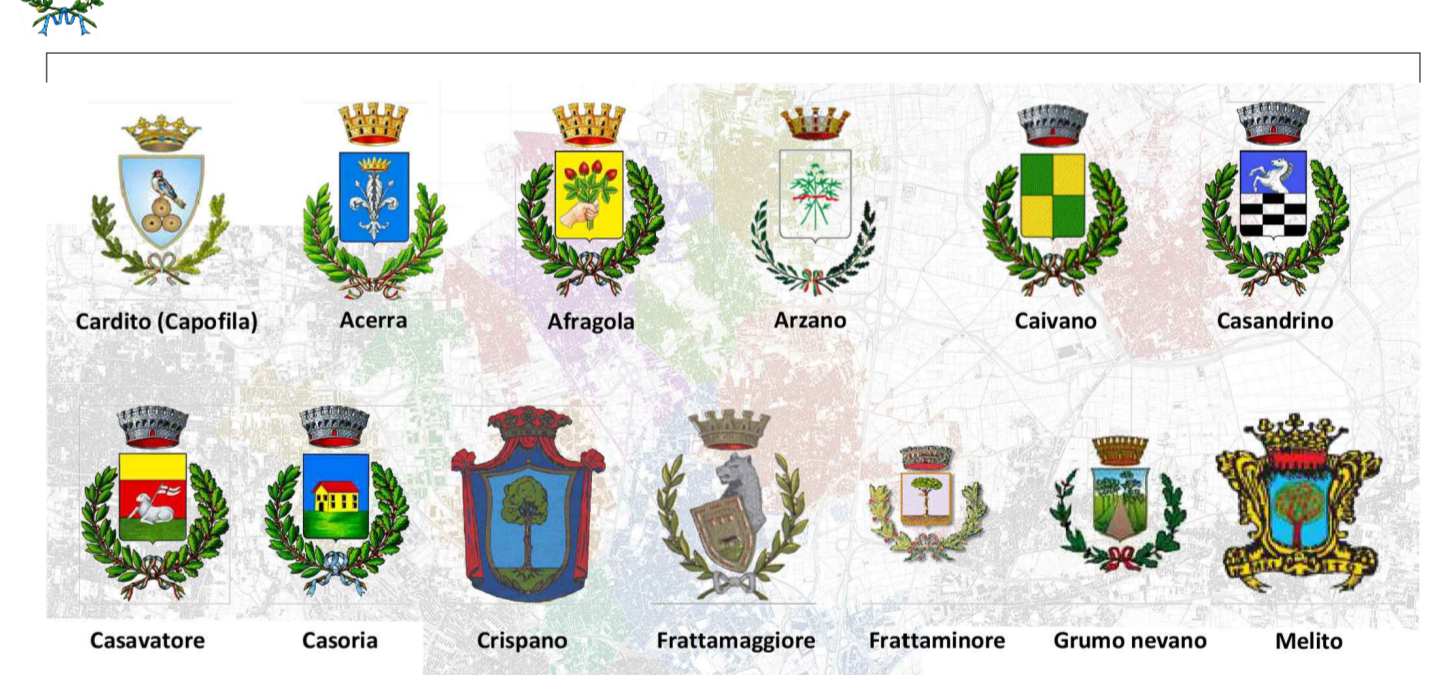 Cardito (Capofila) Acerra Afragola Arzano Caivano Casandrino
Casavatore Casoria Crispano Frattamaggiore Frattaminore Grumo nevano Melito